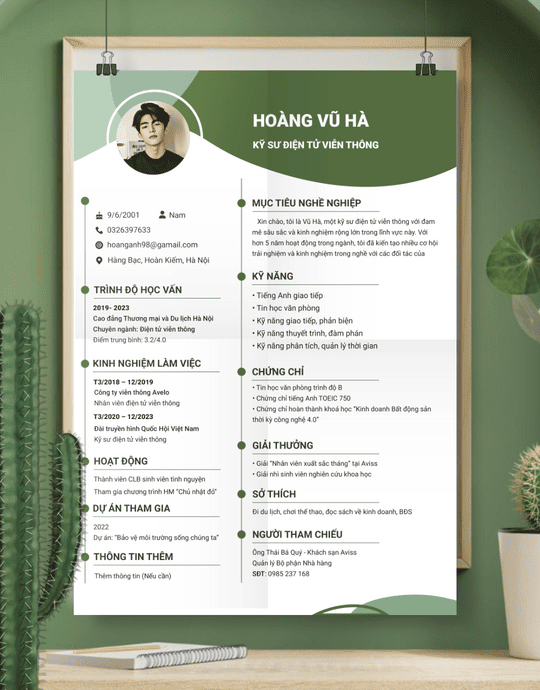 HOÀNG VŨ HÀ
KỸ SƯ ĐIỆN TỬ VIỄN THÔNG
9/6/2001 Nam
0326397633
hoanganh98@gamail.com
Hàng Bạc, Hoàn Kiếm, Hà Nội
TRÌNH ĐỘ HỌC VẤN
2019- 2023
Cao đẳng Thương mại và Du lịch Hà Nội
Chuyên ngành: Điện tử viễn thông
Điểm trung bình: 3.2/4.0
KINH NGHIỆM LÀM VIỆC
T3/2018 – 12/2019
Công ty viễn thông Avelo
Nhân viên điện tử viễn thông
T3/2020 – 12/2023
Đài truyền hình Quốc Hội Việt Nam
Kỹ sư điện tử viễn thông
HOẠT ĐỘNG
Thành viên CLB sinh viên tình nguyện
Tham gia chương trình HM "Chủ nhật đỏ"
DỰ ÁN THAM GIA
2022
Dự án: "Bảo vệ môi trường sống chúng ta"
THÔNG TIN THÊM
Thêm thông tin (Nếu cần)
MỤC TIÊU NGHỀ NGHIỆP
Xin chào, tôi là Vũ Hà, một kỹ sư điện tử viễn thông với đam
mê sâu sắc và kinh nghiệm rộng lớn trong lĩnh vực này. Với
hơn 5 năm hoạt động trong ngành, tôi đã kiến tạo nhiều cơ hội
trải nghiệm và kinh nghiệm trong nghề với các đối tác của
KỸ NĂNG
• Tiếng Anh giao tiếp
• Tin học văn phòng
• Kỹ năng giao tiếp, phản biện
• Kỹ năng thuyết trình, đàm phán
• Kỹ năng phân tích, quản lý thời gian
CHỨNG CHỈ
• Tin học văn phòng trình độ B
• Chứng chỉ tiếng Anh TOEIC 750
• Chứng chỉ hoàn thành khoá học "Kinh doanh Bất động sản
thời kỳ công nghệ 4.0"
GIẢI THƯỞNG
• Giải "Nhân viên xuất sắc tháng" tại Aviss
• Giải nhì sinh viên nghiên cứu khoa học
SỞ THÍCH
Đi du lịch, chơi thể thao, đọc sách về kinh doanh, BĐS
NGƯỜI THAM CHIẾU
Ông Thái Bá Quý - Khách sạn Aviss
Quản lý Bộ phận Nhà hàng
SĐT: 0985 237 168